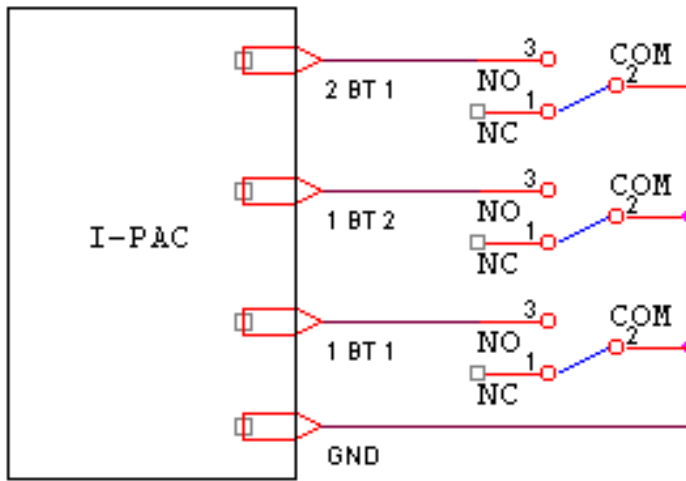 3 COM
NO 2
2 BT 1 1
NC
3 COM
NO 2
I-PAC 1 BT 2 1
NC
3 COM
NO 2
1 BT 1 1
NC
GND